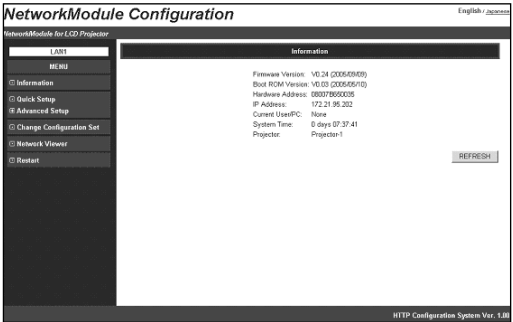 NetworkModule Configuration
English / Japanese
NetworkModule for LCD Projector
LAN1
MENU
Information
Quick Setup
Advanced Setup
Change Configuration Set
Network Viewer
Restart
Information
Firmware Version: V0.24 (2005/09/09)
Boot ROM Version: V0.03 (2005/05/10)
Hardware Address: 08007B650035
IP Address: 172.21.95.202
Current User/PC: None
System Time: 0 days 07:37:41
Projector: Projector-1
REFRESH
HTTP Configuration System Ver. 1.00